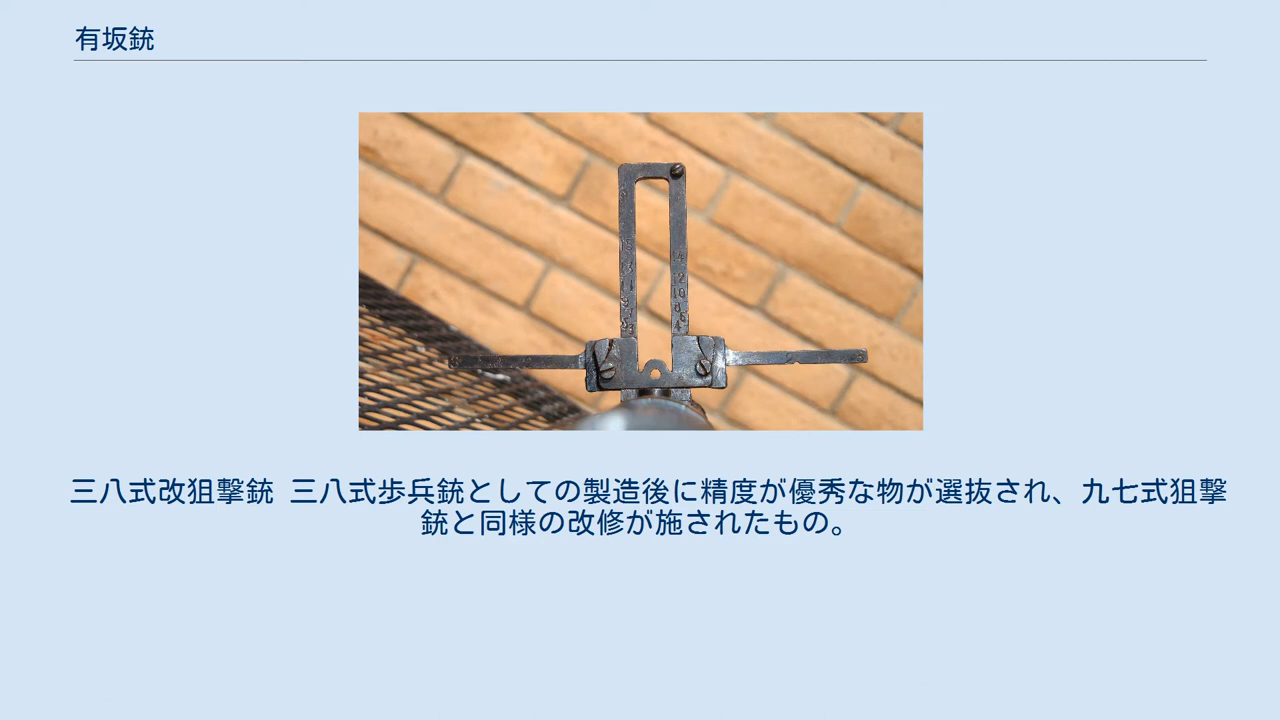 有坂銃
三八式改狙撃銃 三八式歩兵銃としての製造後に精度が優秀な物が選抜され、九七式狙撃
銃と同様の改修が施されたもの。